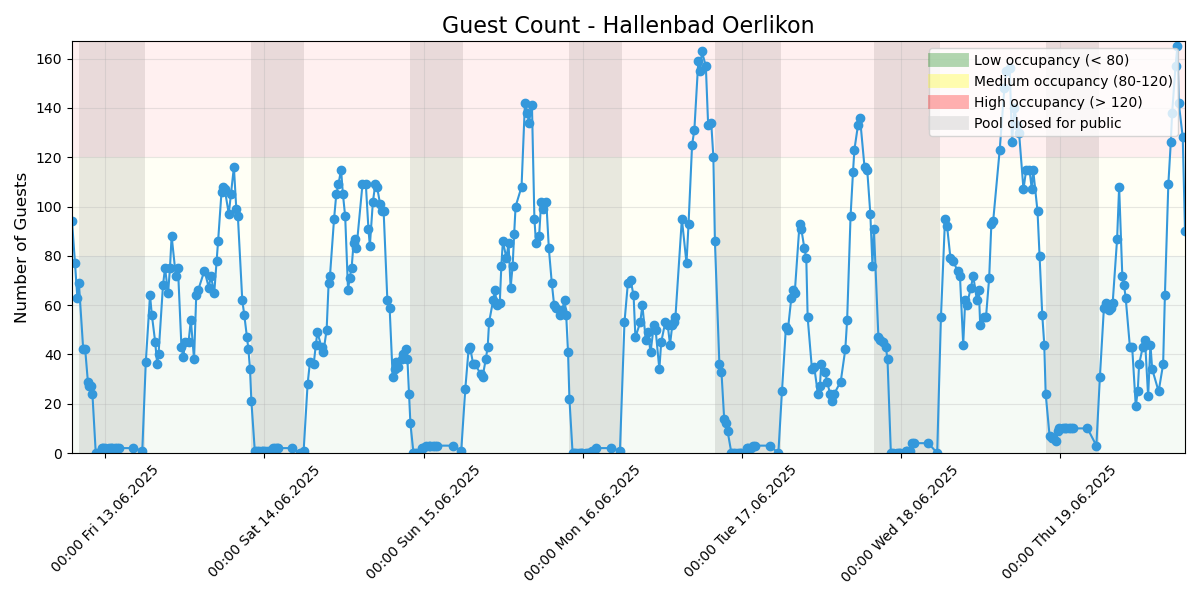 Guest Count - Hallenbad Oerlikon
Number of Guests
160
140
120
100
80
60
40
20
0
Low occupancy (< 80)
Medium occupancy (80-120)
High occupancy (> 120)
Pool closed for public
00:00 Fri 13.06.2025
00:00 Sat 14.06.2025
00:00 Sun 15.06.2025
00:00 Mon 16.06.2025
00:00 Tue 17.06.2025
00:00 Wed 18.06.2025
00:00 Thu 19.06.2025